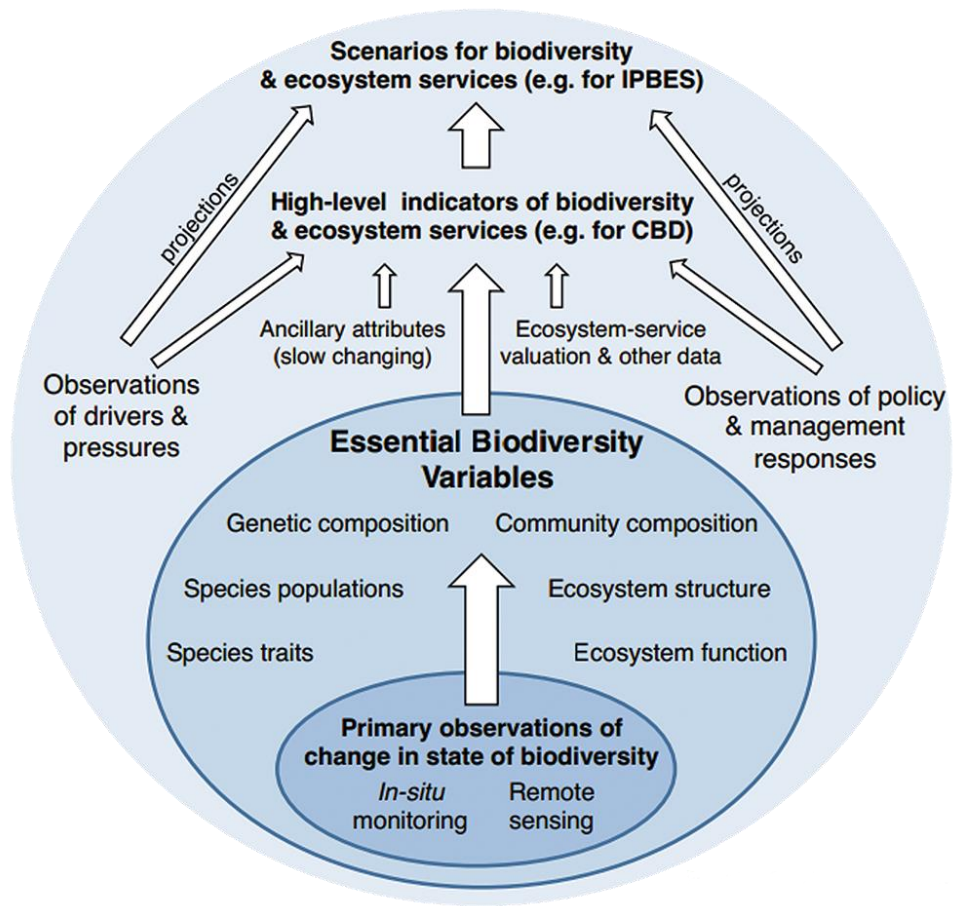 Scenarios for biodiversity
& ecosystem services (e.g. for IPBES)
projections
projections
High-level indicators of biodiversity
& ecosystem services (e.g. for CBD)
Ancillary attributes
(slow changing)
Ecosystem-service
valuation & other data
Observations
of drivers &
pressures
Observations of policy
& management
responses
Essential Biodiversity
Variables
Genetic composition
Community composition
Species populations
Ecosystem structure
Species traits
Ecosystem function
Primary observations of
change in state of biodiversity
In-situ
monitoring
Remote
sensing